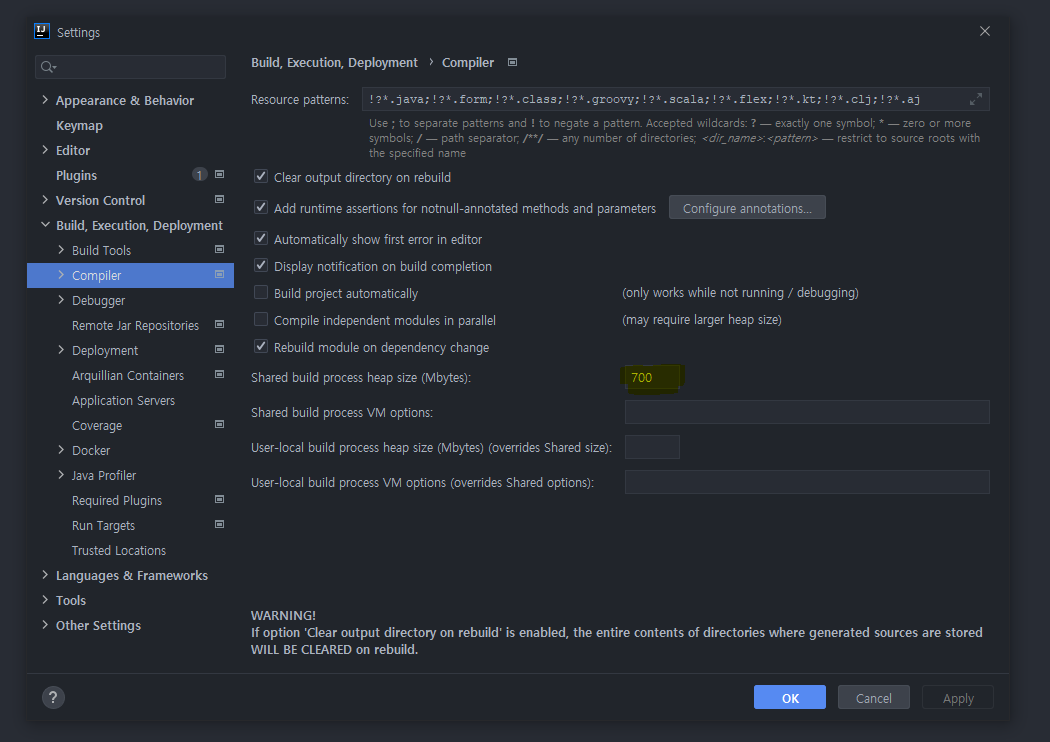 IJ Settings
Appearance & Behavior
Keymap
Editor
Plugins 1
Version Control
Build, Execution, Deployment
Build Tools
Compiler
Debugger
Remote Jar Repositories
Deployment
Arquillian Containers
Application Servers
Coverage
Docker
Java Profiler
Required Plugins
Run Targets
Trusted Locations
Languages & Frameworks
Tools
Other Settings
Build, Execution, Deployment › Compiler
Resource patterns: !?*.java;!?*.form;!?*.class;!?*.groovy;!?*.scala;!?*.flex;!?*.kt;!?*.clj;!?*.aj
Use ; to separate patterns and ! to negate a pattern. Accepted wildcards: ? — exactly one symbol; * — zero or more
symbols; / — path separator; /**/ — any number of directories; <dir_name>:<pattern> — restrict to source roots with
the specified name
Clear output directory on rebuild
Add runtime assertions for notnull-annotated methods and parameters Configure annotations...
Automatically show first error in editor
Display notification on build completion
Build project automatically (only works while not running / debugging)
Compile independent modules in parallel (may require larger heap size)
Rebuild module on dependency change
Shared build process heap size (Mbytes): 700
Shared build process VM options:
User-local build process heap size (Mbytes) (overrides Shared size):
User-local build process VM options (overrides Shared options):
WARNING!
If option 'Clear output directory on rebuild' is enabled, the entire contents of directories where generated sources are stored
WILL BE CLEARED on rebuild.
? OK Cancel Apply